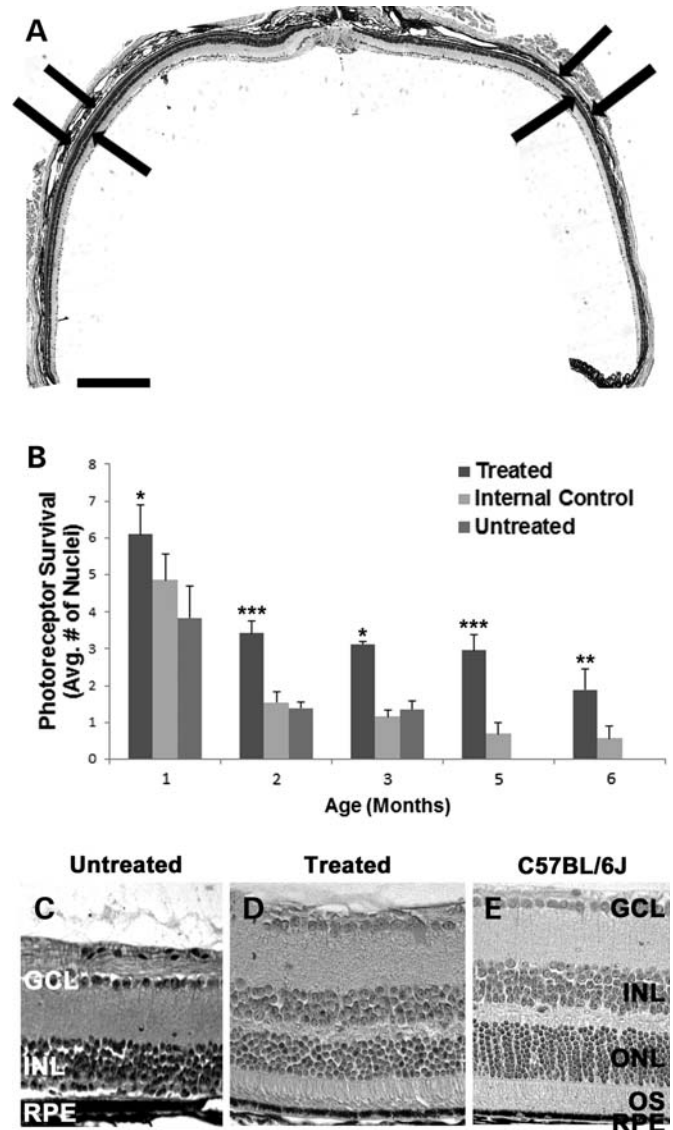 A
B
Photoreceptor Survival
(Avg. # of Nuclei)
8
7
6
5
4
3
2
1
0
*
***
*
***
**
Treated
Internal Control
Untreated
1 2 3 5 6
Age (Months)
Untreated Treated C57BL/6J
C
GCL
INL
RPE
D
E
GCL
INL
ONL
OS
RPE